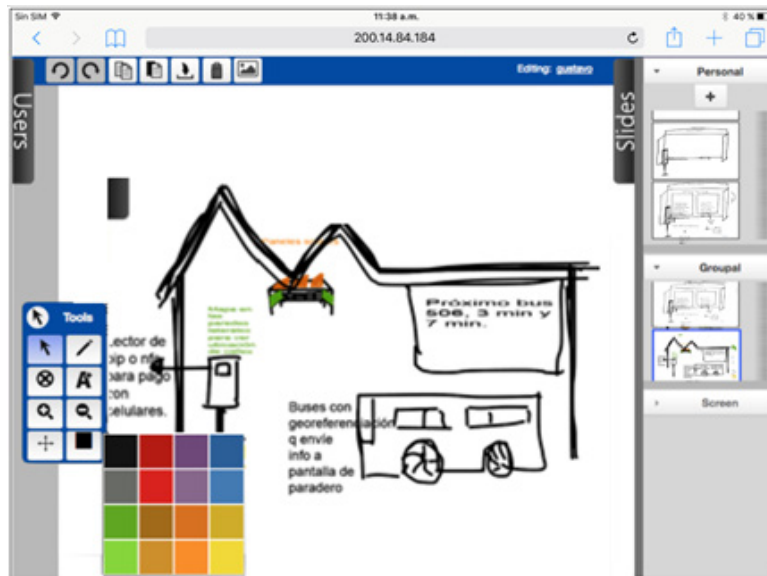 Sin SIM
11:38 a.m.
40 %
200.14.84.184
Editing: gustavo
Users
Slides
Personal
+
Groupal
Screen
Tools
Próximo bus
506, 3 min y
7 min.
Lector de
bip o nfc
para pago
con
celulares.
Buses con
georeferenciación
q envíe
info a
pantalla de
paradero